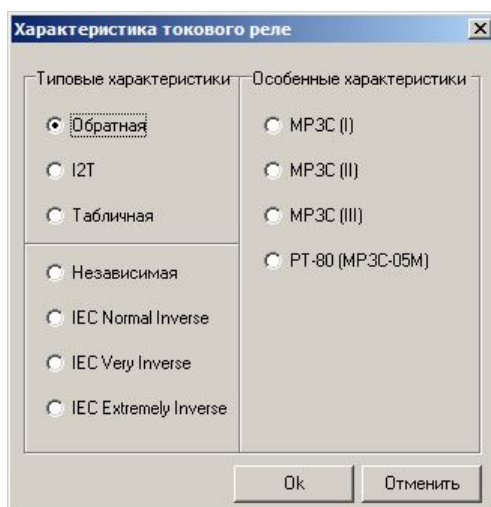 Характеристика токового реле
Типовые характеристики
Обратная
I2T
Табличная
Независимая
IEC Normal Inverse
IEC Very Inverse
IEC Extremely Inverse
Особенные характеристики
МРЗС (I)
МРЗС (II)
МРЗС (III)
РТ-80 (МРЗС-05М)
Ok
Отменить